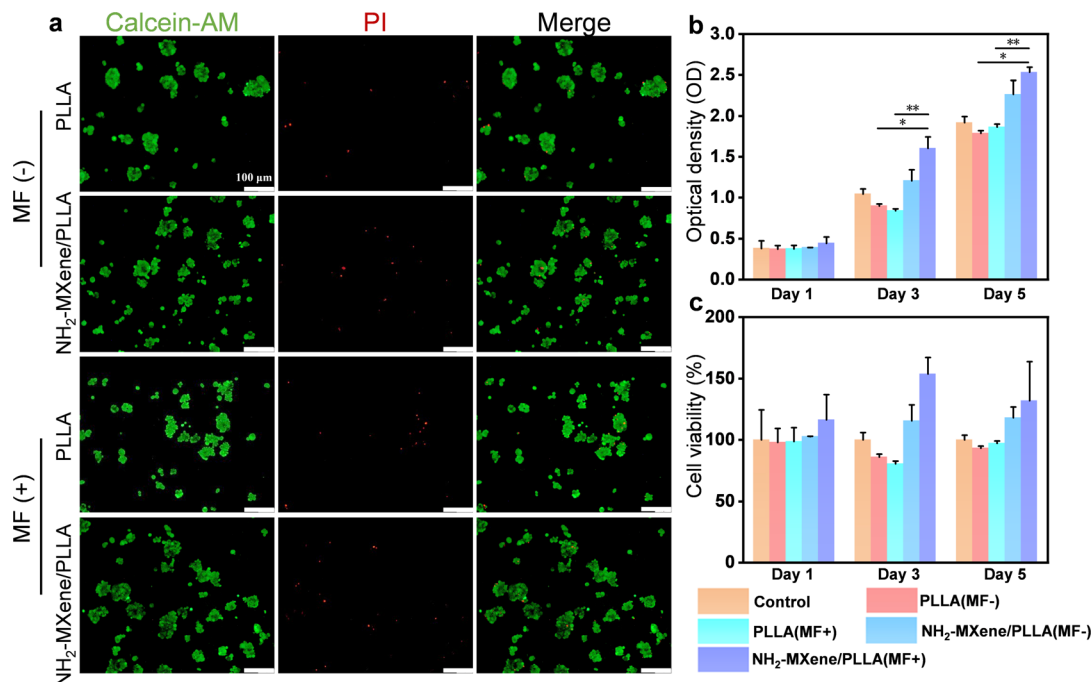 a
Calcein-AM
PI
Merge
MF (-)
PLLA
100 μm
NH₂-MXene/PLLA
MF (+)
PLLA
NH₂-MXene/PLLA
b
Optical density (OD)
3.0
2.5
2.0
1.5
1.0
0.5
0.0
**
*
**
*
Day 1
Day 3
Day 5
c
Cell viability (%)
200
150
100
50
0
Day 1
Day 3
Day 5
Control
PLLA(MF-)
PLLA(MF+)
NH₂-MXene/PLLA(MF-)
NH₂-MXene/PLLA(MF+)